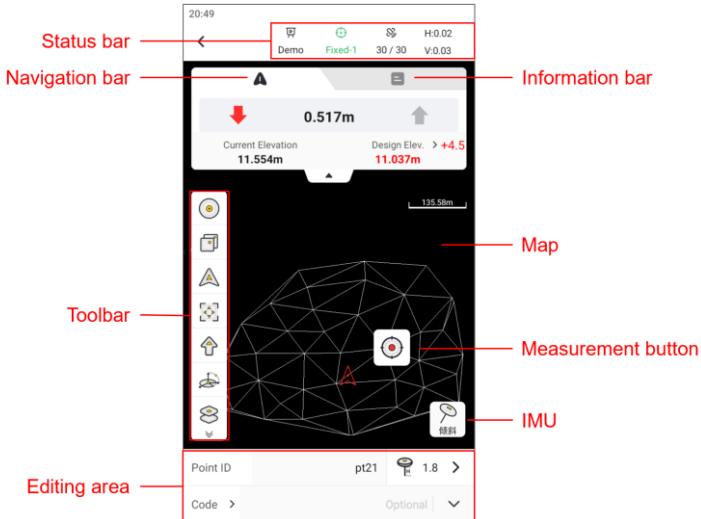 20:49
Status bar
H:0.02
Demo
Fixed-1
30 / 30
V:0.03
Navigation bar
Information bar
0.517m
Current Elevation
Design Elev.
+4.5
11.554m
11.037m
135.58m
Map
Toolbar
Measurement button
倾斜
IMU
Point ID
pt21
1.8
Editing area
Code
Optional